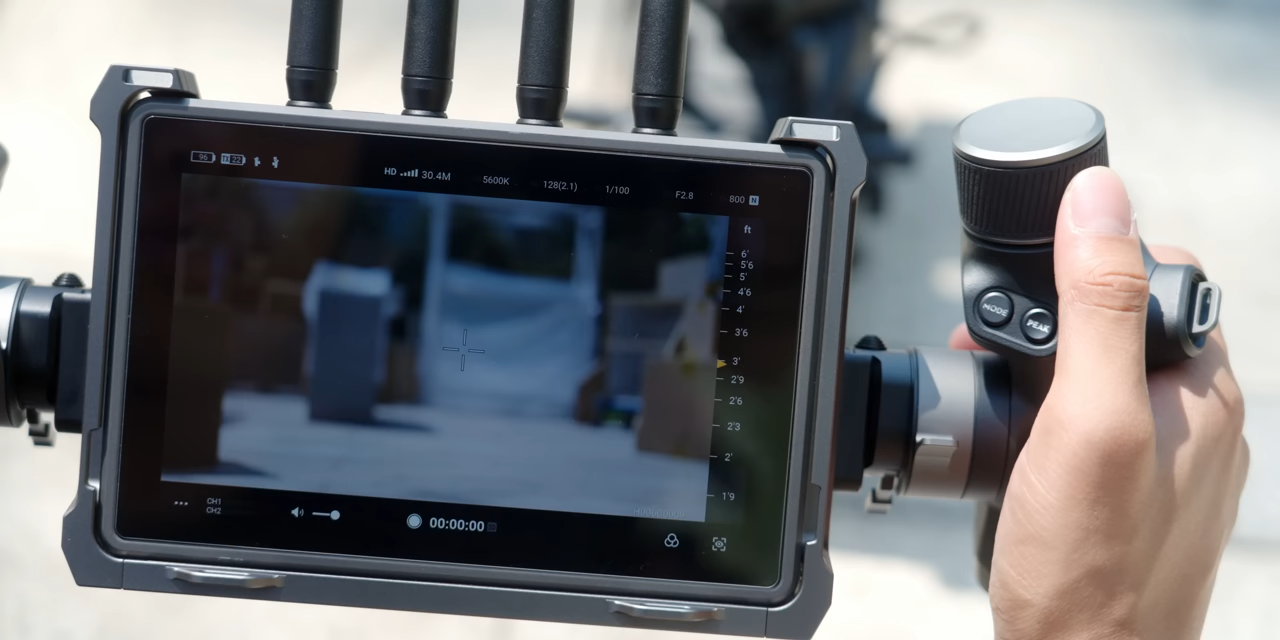 96 22
HD 30.4M 5600K 128(2.1) 1/100 F2.8 800 N
ft
6'
5'6
5'
4'6
4'
3'6
3'
2'9
2'6
2'3
2'
1'9
CH1
CH2
00:00:00
MODE
PEAK